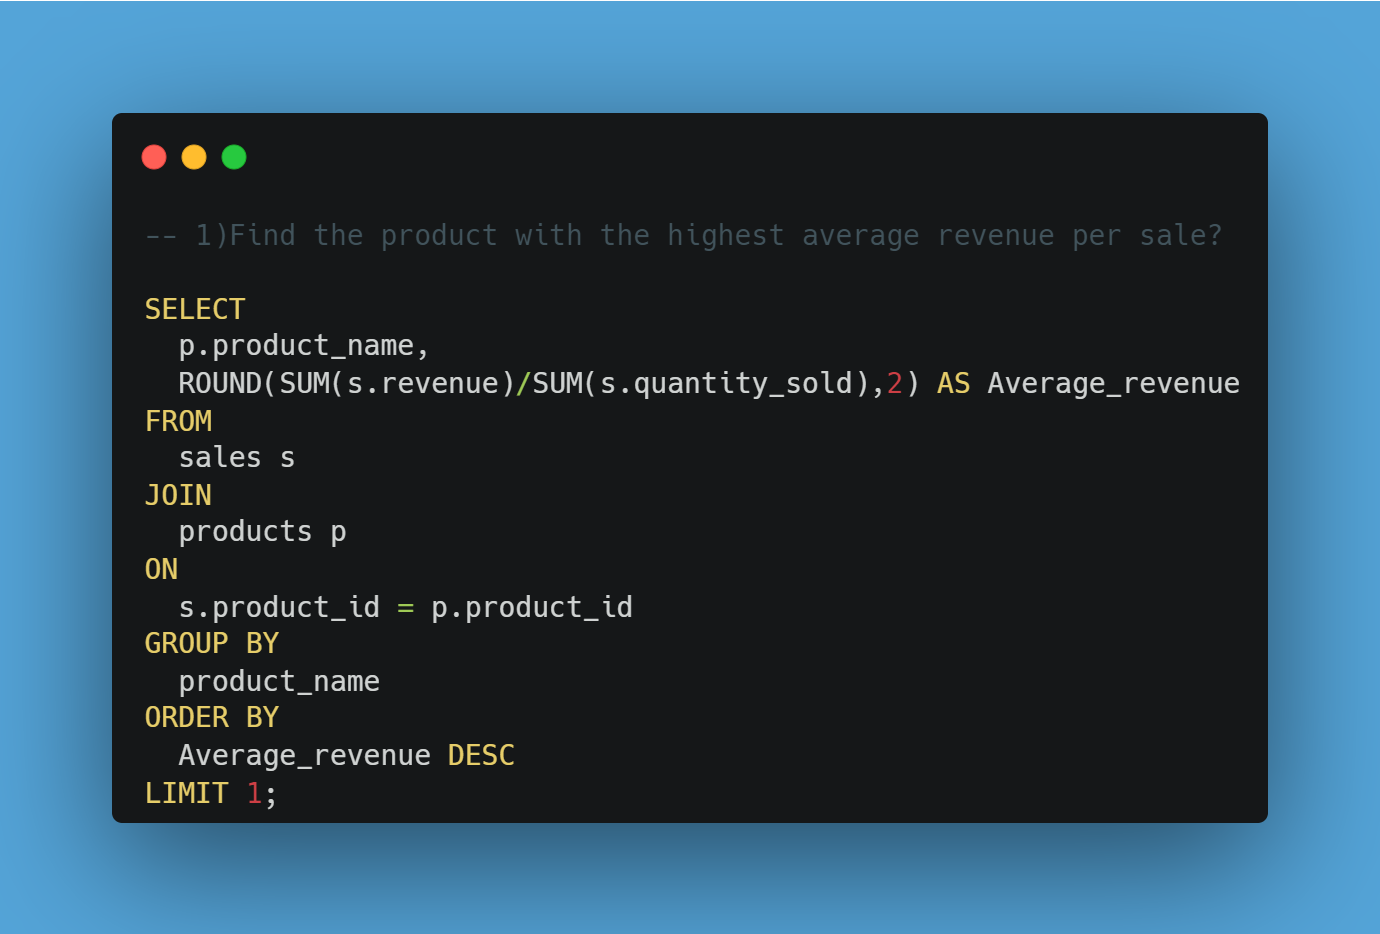 -- 1)Find the product with the highest average revenue per sale?
SELECT
  p.product_name,
  ROUND(SUM(s.revenue)/SUM(s.quantity_sold),2) AS Average_revenue
FROM
  sales s
JOIN
  products p
ON
  s.product_id = p.product_id
GROUP BY
  product_name
ORDER BY
  Average_revenue DESC
LIMIT 1;